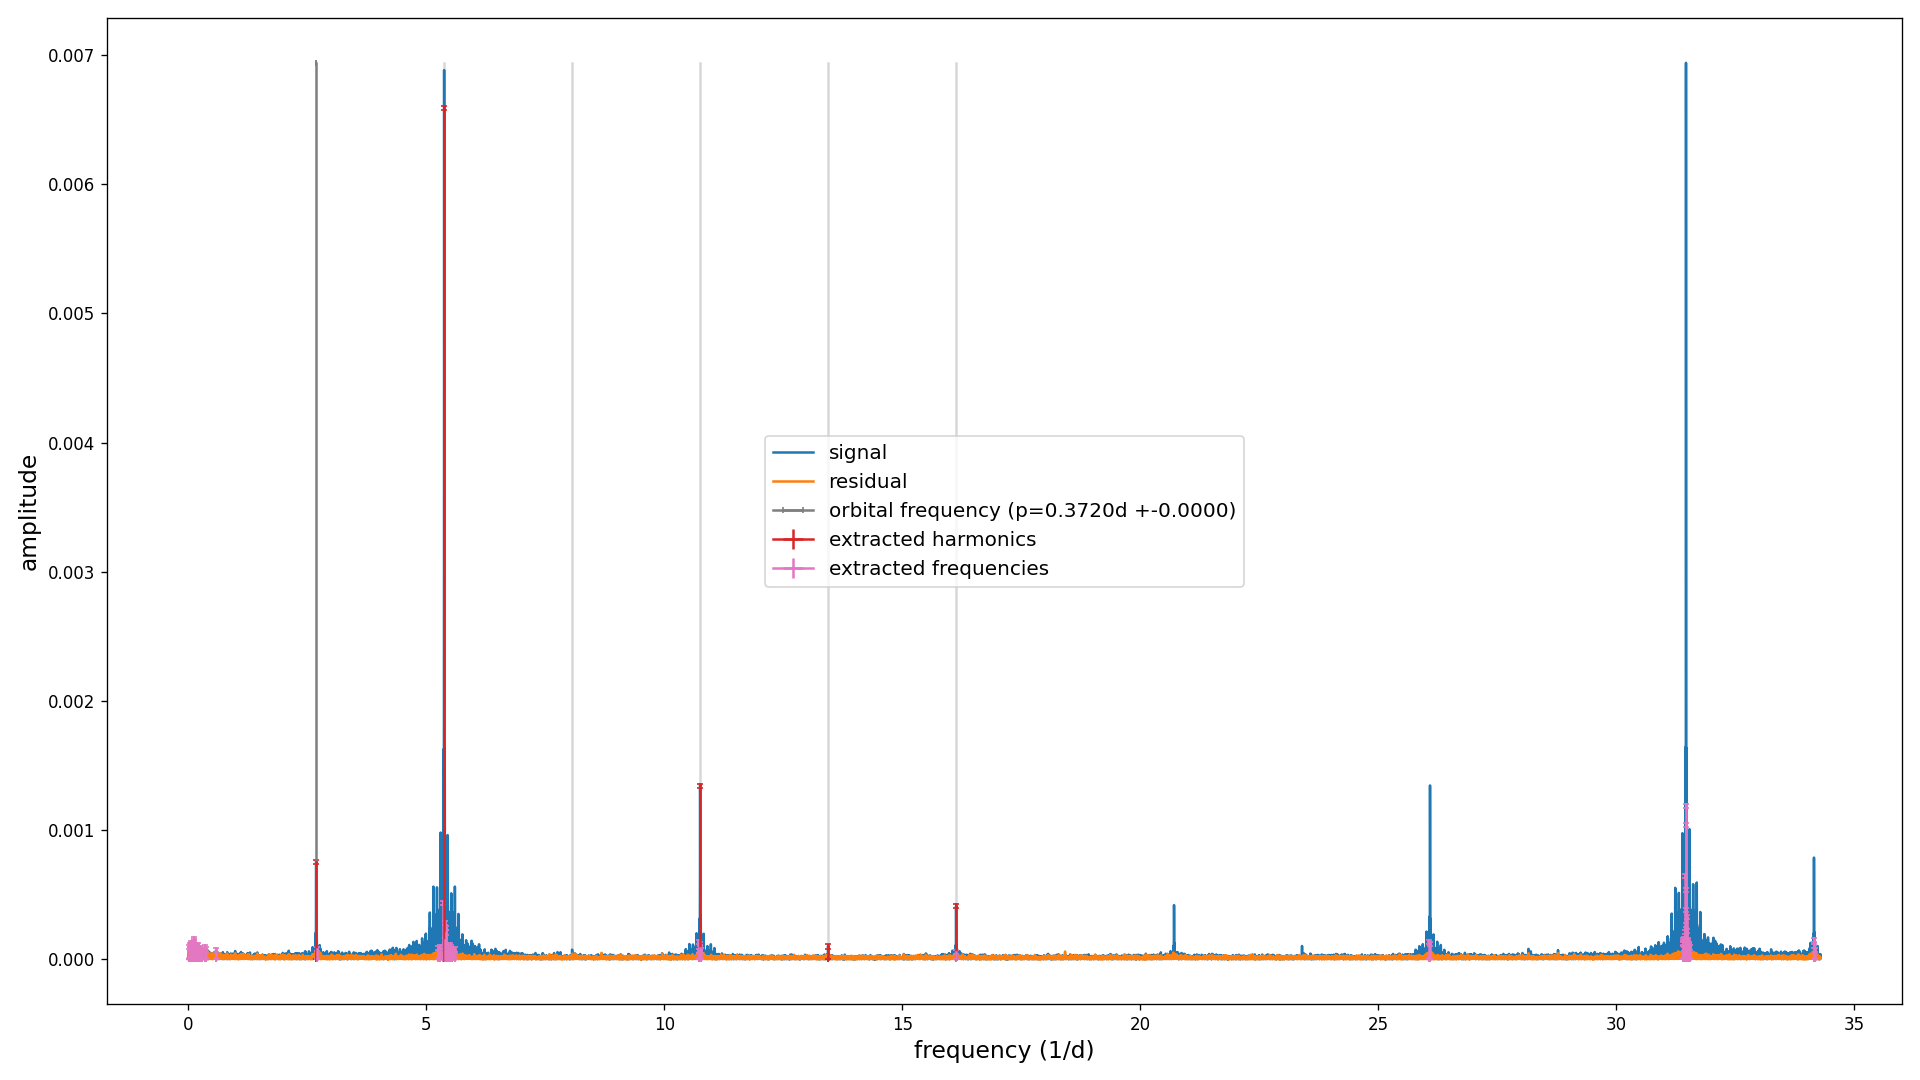 0.007
0.006
0.005
0.004
0.003
0.002
0.001
0.000
amplitude
signal
residual
orbital frequency (p=0.3720d +-0.0000)
extracted harmonics
extracted frequencies
0 5 10 15 20 25 30 35
frequency (1/d)